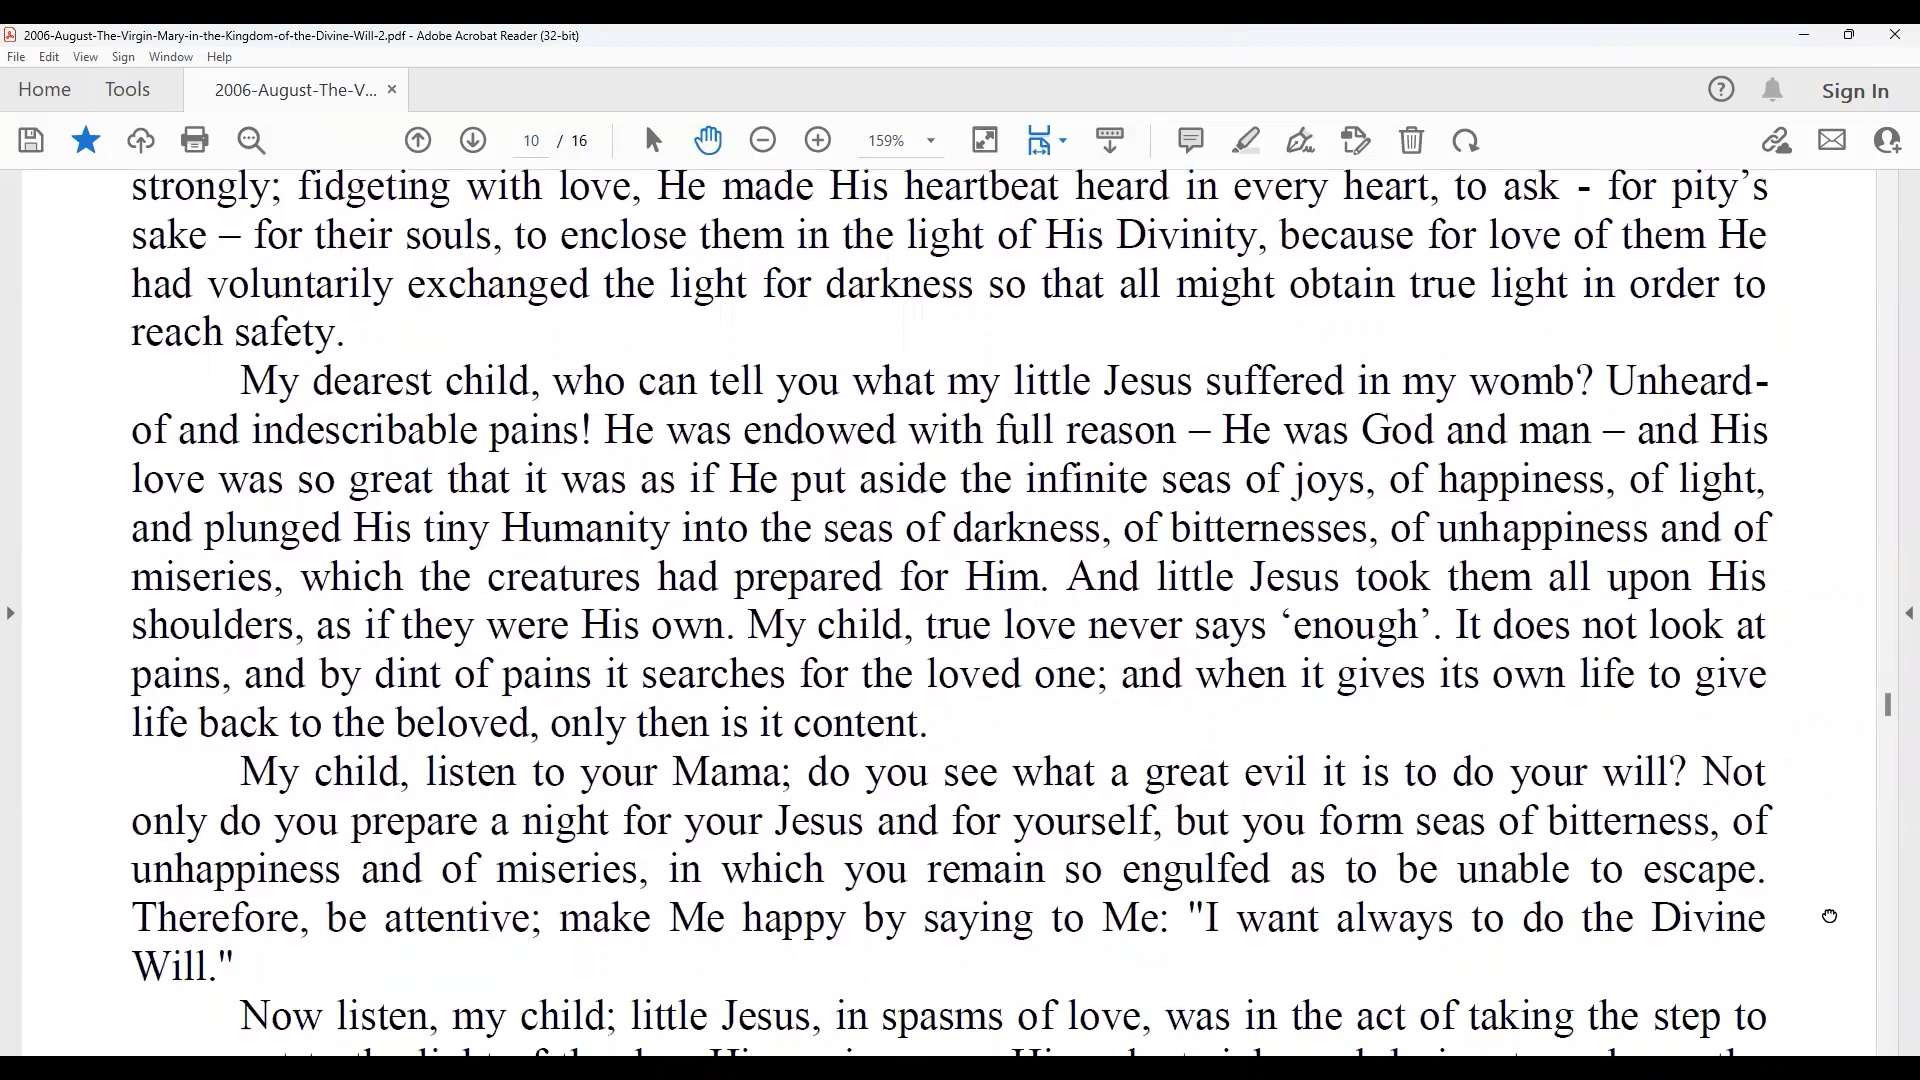 2006-August-The-Virgin-Mary-in-the-Kingdom-of-the-Divine-Will-2.pdf - Adobe Acrobat Reader (32-bit)
File Edit View Sign Window Help
Home Tools 2006-August-The-V... × Sign In
10 / 16 159%
strongly; fidgeting with love, He made His heartbeat heard in every heart, to ask - for pity’s
sake – for their souls, to enclose them in the light of His Divinity, because for love of them He
had voluntarily exchanged the light for darkness so that all might obtain true light in order to
reach safety.
My dearest child, who can tell you what my little Jesus suffered in my womb? Unheard-
of and indescribable pains! He was endowed with full reason – He was God and man – and His
love was so great that it was as if He put aside the infinite seas of joys, of happiness, of light,
and plunged His tiny Humanity into the seas of darkness, of bitternesses, of unhappiness and of
miseries, which the creatures had prepared for Him. And little Jesus took them all upon His
shoulders, as if they were His own. My child, true love never says ‘enough’. It does not look at
pains, and by dint of pains it searches for the loved one; and when it gives its own life to give
life back to the beloved, only then is it content.
My child, listen to your Mama; do you see what a great evil it is to do your will? Not
only do you prepare a night for your Jesus and for yourself, but you form seas of bitterness, of
unhappiness and of miseries, in which you remain so engulfed as to be unable to escape.
Therefore, be attentive; make Me happy by saying to Me: "I want always to do the Divine
Will."
Now listen, my child; little Jesus, in spasms of love, was in the act of taking the step to